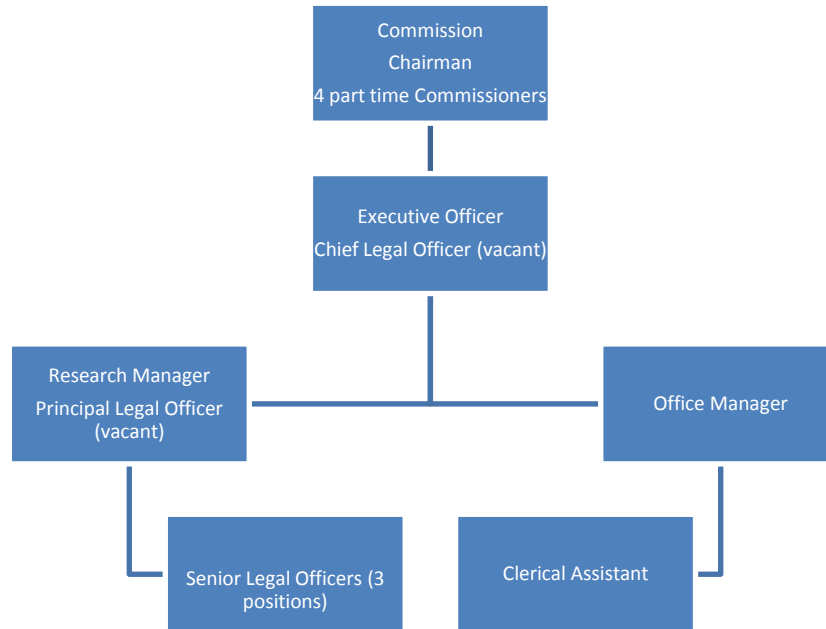 Commission
Chairman
4 part time Commissioners
Executive Officer
Chief Legal Officer (vacant)
Research Manager
Principal Legal Officer
(vacant)
Office Manager
Senior Legal Officers (3
positions)
Clerical Assistant